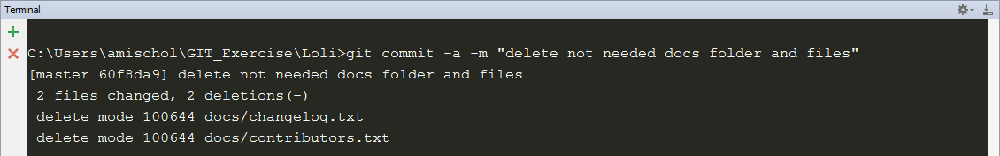 Terminal
C:\Users\amischol\GIT_Exercise\Loli>git commit -a -m "delete not needed docs folder and files"
[master 60f8da9] delete not needed docs folder and files
 2 files changed, 2 deletions(-)
 delete mode 100644 docs/changelog.txt
 delete mode 100644 docs/contributors.txt